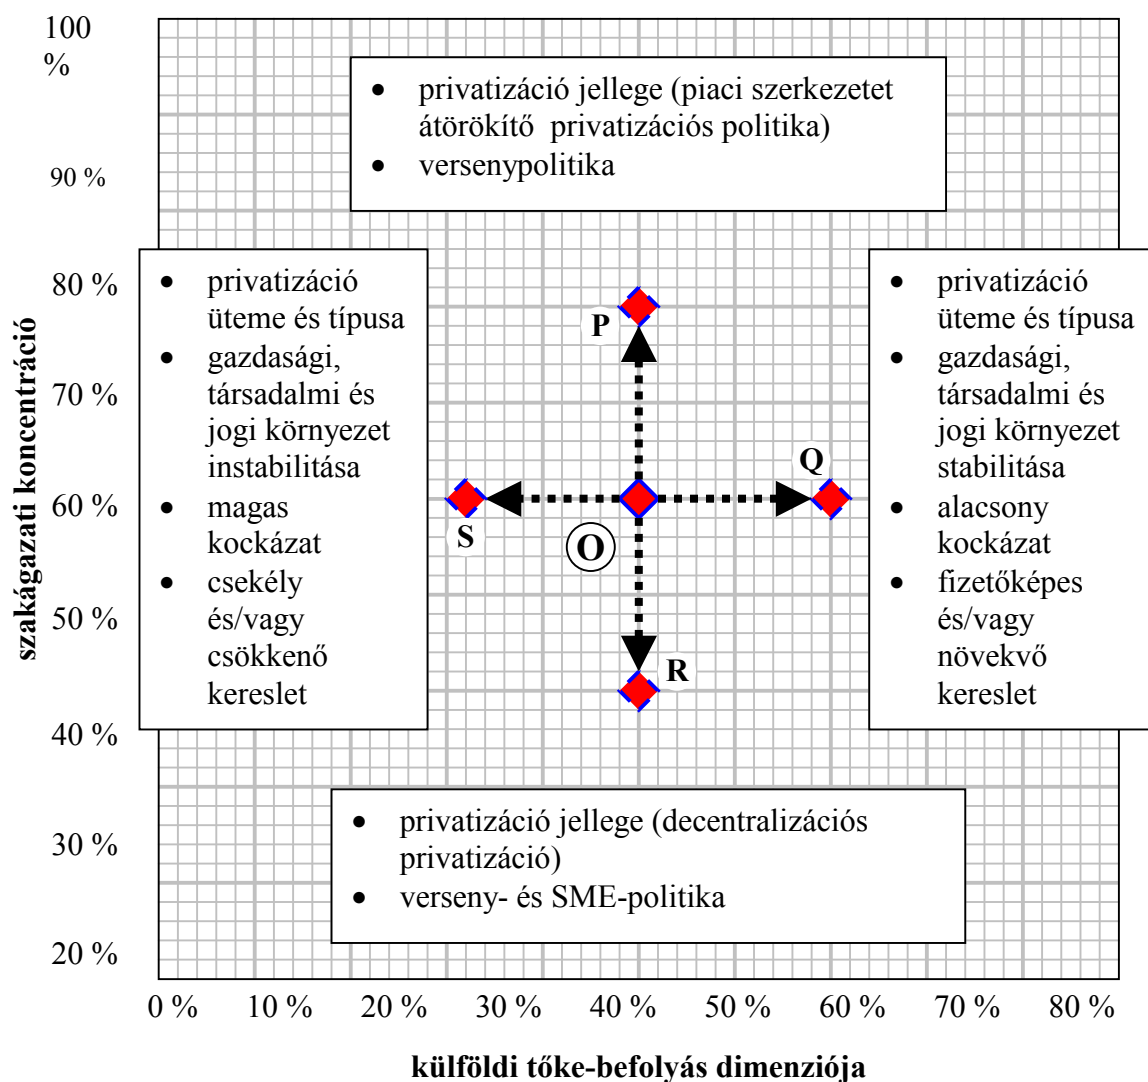 100
%
• privatizáció jellege (piaci szerkezetet
átörökítő privatizációs politika)
• versenypolitika
90 %
80 %
70 %
60 %
50 %
40 %
30 %
20 %
szakágazati koncentráció
• privatizáció
üteme és típusa
• gazdasági,
társadalmi és
jogi környezet
instabilitása
• magas
kockázat
• csekély
és/vagy
csökkenő
kereslet
P
Q
S
O
R
• privatizáció
üteme és típusa
• gazdasági,
társadalmi és
jogi környezet
stabilitása
• alacsony
kockázat
• fizetőképes
és/vagy
növekvő
kereslet
• privatizáció jellege (decentralizációs
privatizáció)
• verseny- és SME-politika
0 % 10 % 20 % 30 % 40 % 60 % 70 % 80 %
külföldi tőke-befolyás dimenziója